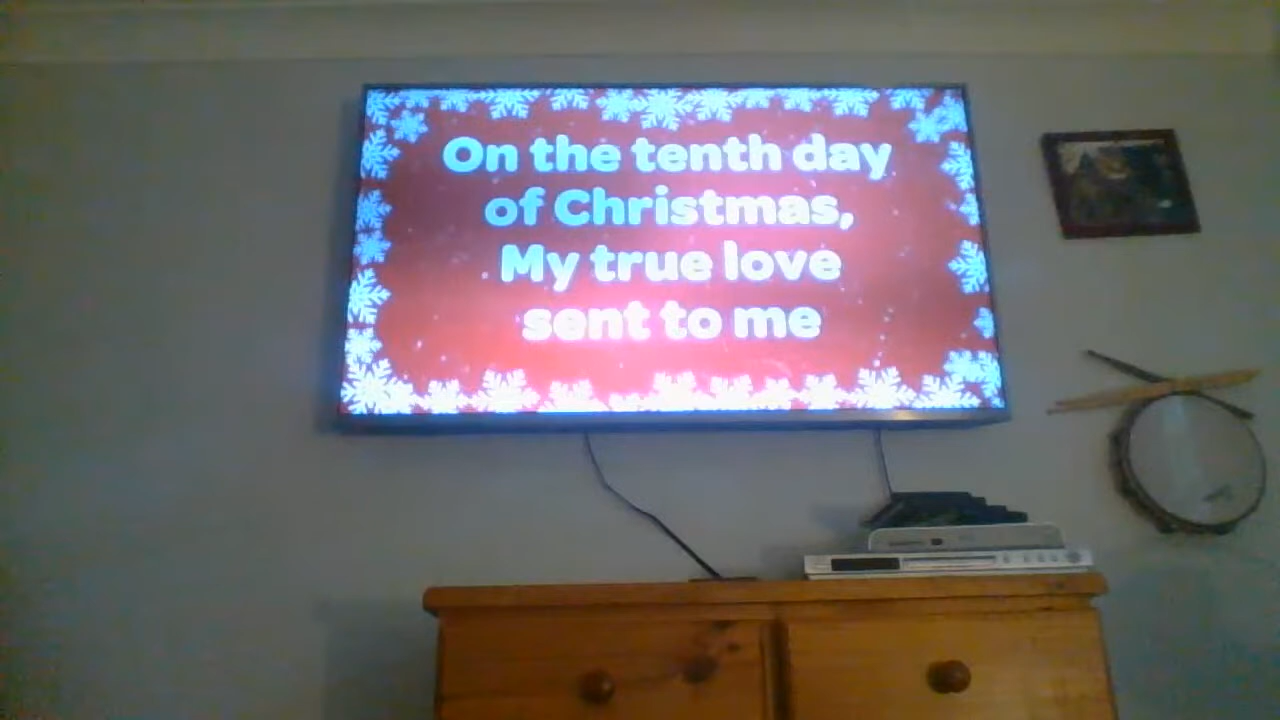 On the tenth day
of Christmas,
My true love
sent to me